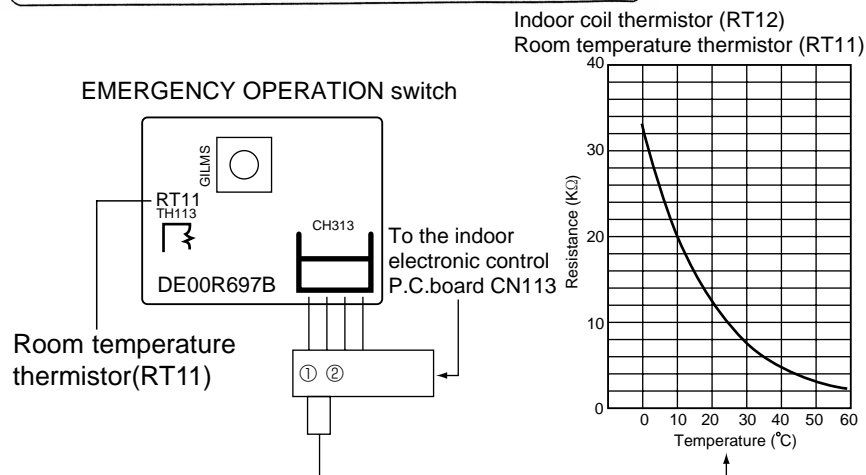 Indoor coil thermistor (RT12)
Room temperature thermistor (RT11)
EMERGENCY OPERATION switch
GILMS
RT11
TH113
CH313
DE00R697B
To the indoor
electronic control
P.C.board CN113
Room temperature
thermistor(RT11)
① ②
Resistance (KΩ)
40
30
20
10
0
0 10 20 30 40 50 60
Temperature (°C)